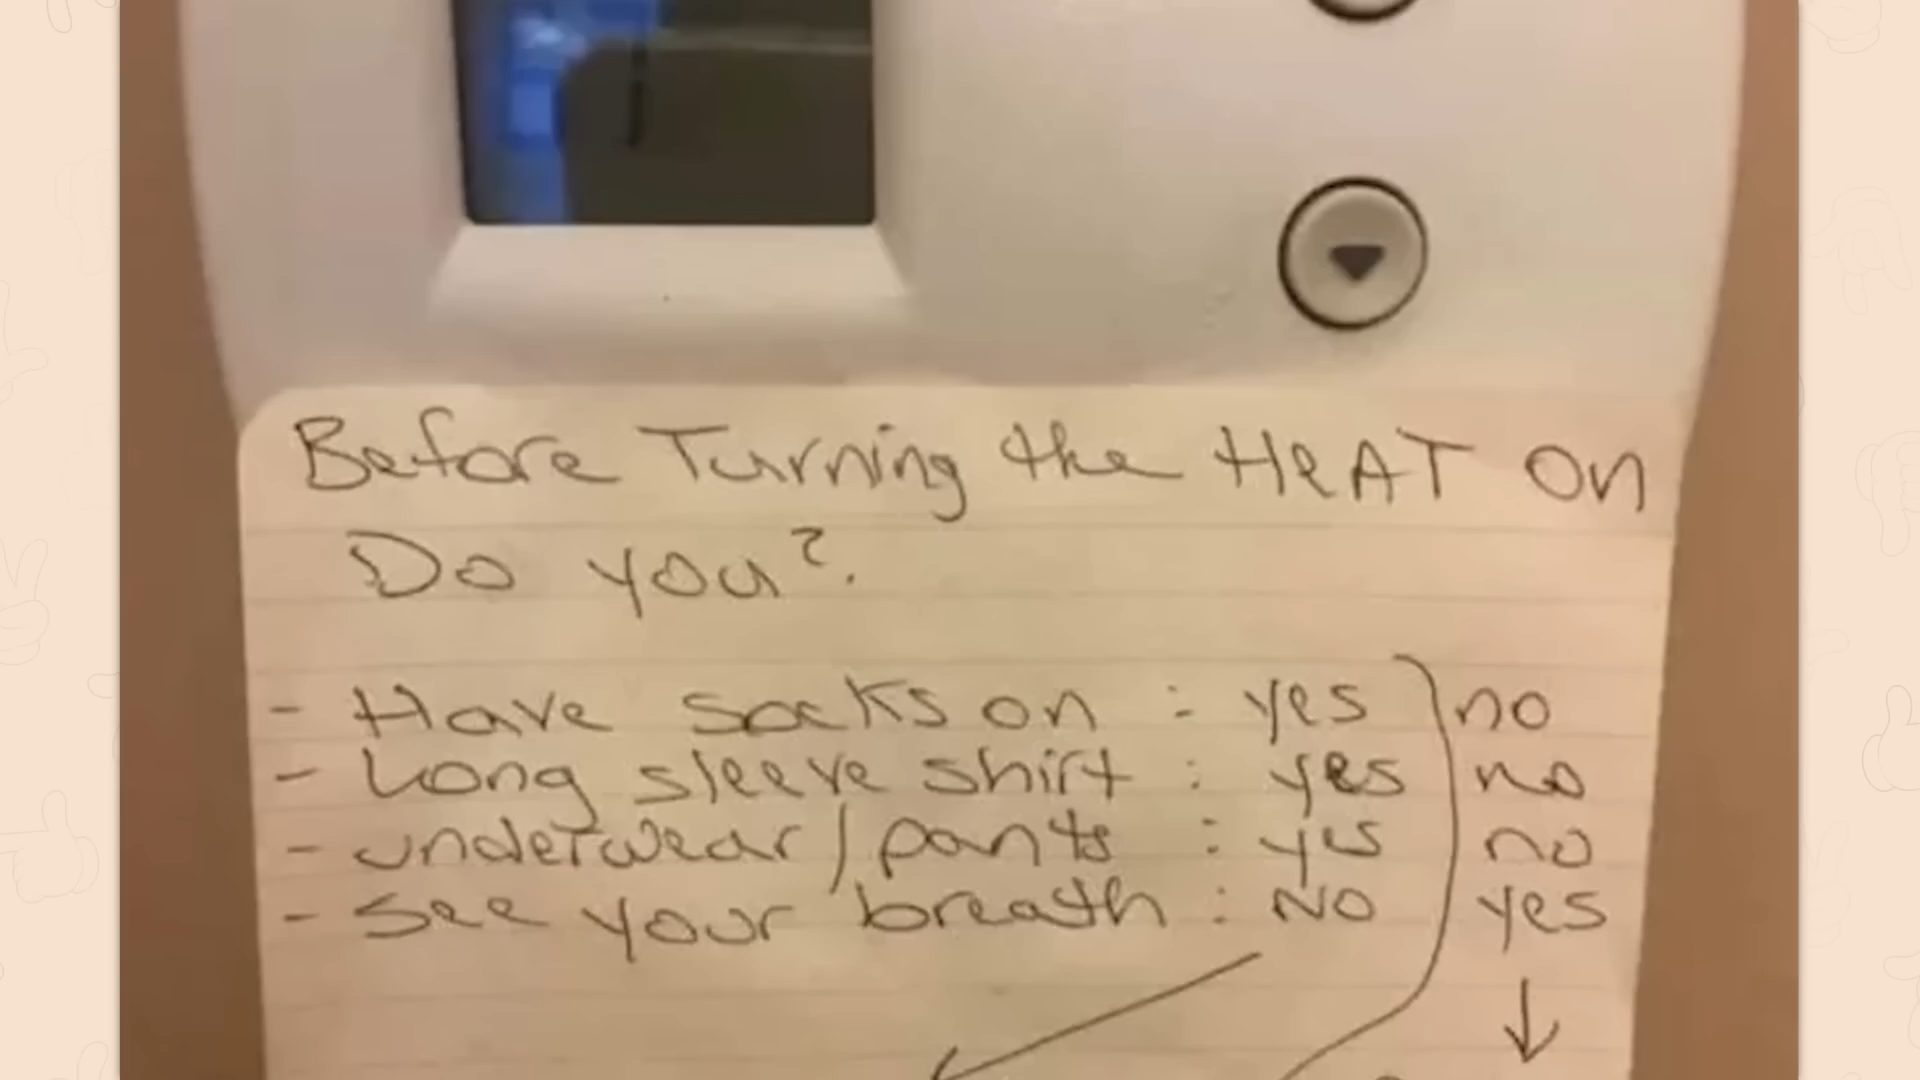 Before Turning the HEAT On
Do you?
- Have socks on : yes no
- Long sleeve shirt : yes no
- underwear/pants : yes no
- See your breath : NO yes